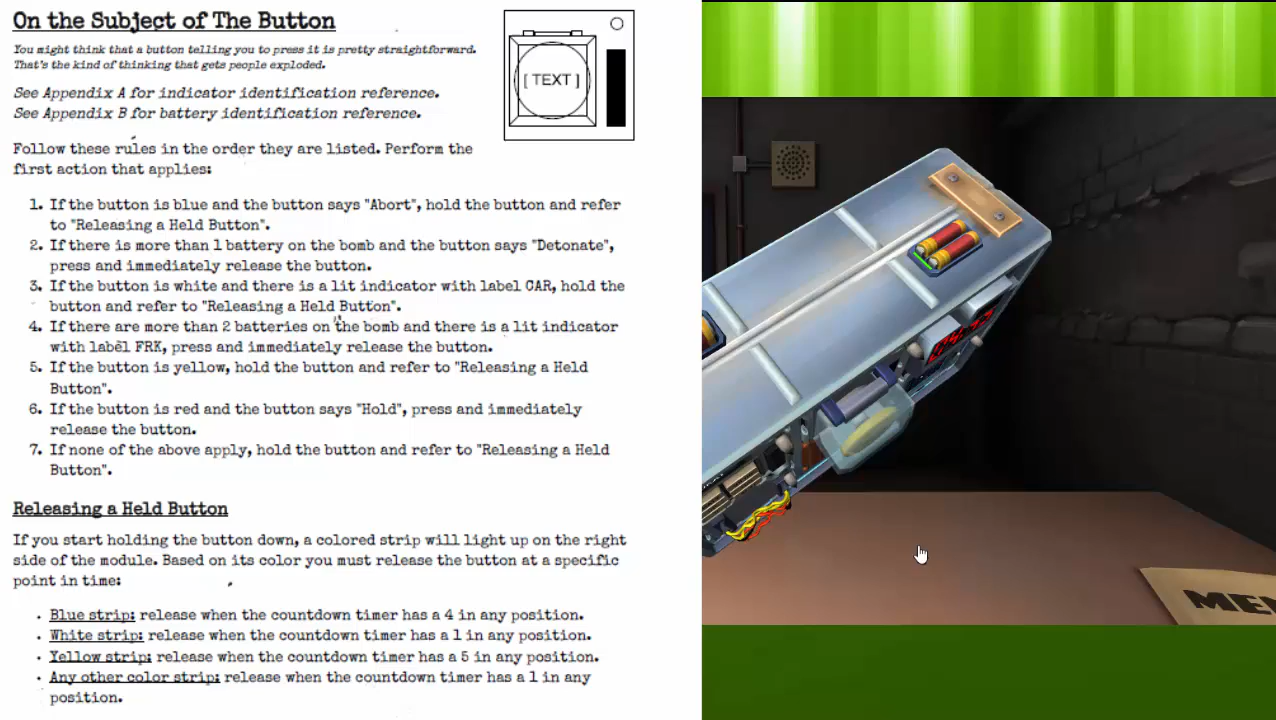 On the Subject of The Button
You might think that a button telling you to press it is pretty straightforward.
That's the kind of thinking that gets people exploded.
See Appendix A for indicator identification reference.
See Appendix B for battery identification reference.
[ TEXT ]
Follow these rules in the order they are listed. Perform the
first action that applies:
1. If the button is blue and the button says "Abort", hold the button and refer
to "Releasing a Held Button".
2. If there is more than 1 battery on the bomb and the button says "Detonate",
press and immediately release the button.
3. If the button is white and there is a lit indicator with label CAR, hold the
button and refer to "Releasing a Held Button".
4. If there are more than 2 batteries on the bomb and there is a lit indicator
with label FRK, press and immediately release the button.
5. If the button is yellow, hold the button and refer to "Releasing a Held
Button".
6. If the button is red and the button says "Hold", press and immediately
release the button.
7. If none of the above apply, hold the button and refer to "Releasing a Held
Button".
Releasing a Held Button
If you start holding the button down, a colored strip will light up on the right
side of the module. Based on its color you must release the button at a specific
point in time:
• Blue strip: release when the countdown timer has a 4 in any position.
• White strip: release when the countdown timer has a 1 in any position.
• Yellow strip: release when the countdown timer has a 5 in any position.
• Any other color strip: release when the countdown timer has a 1 in any
position.